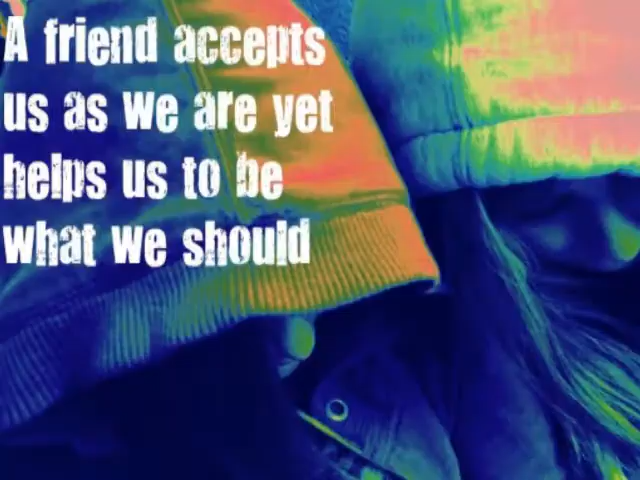 A friend accepts
us as we are yet
helps us to be
what we should